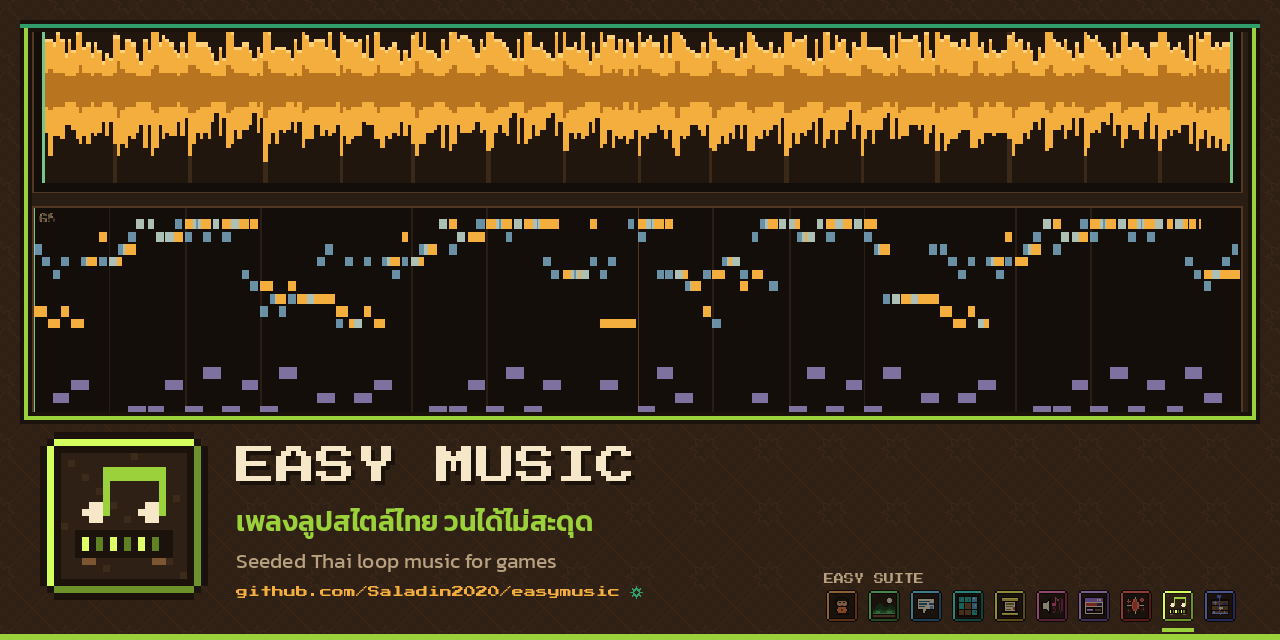 G5
EASY MUSIC
เพลงลูปสไตล์ไทย วนได้ไม่สะดุด
Seeded Thai loop music for games
github.com/Saladin2020/easymusic
EASY SUITE